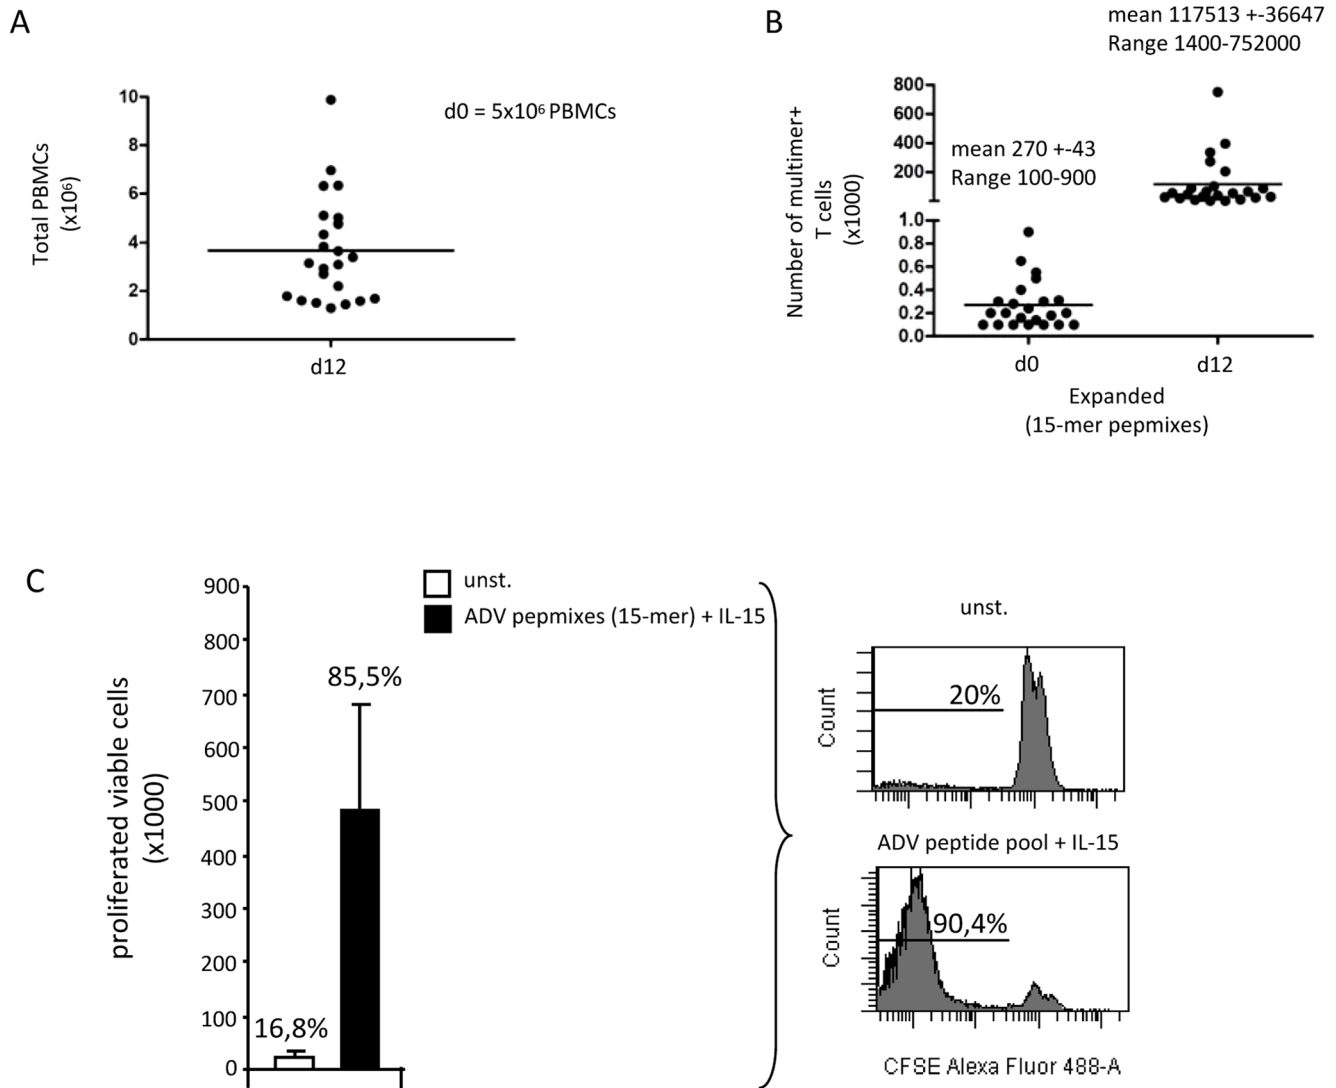 A
Total PBMCs
(x10⁶)
10
8
6
4
2
0
d0 = 5x10⁶ PBMCs
d12
B
mean 117513 +-36647
Range 1400-752000
mean 270 +-43
Range 100-900
Number of multimer+
T cells
(x1000)
800
600
400
200
1.0
0.8
0.6
0.4
0.2
0.0
d0
d12
Expanded
(15-mer pepmixes)
C
proliferated viable cells
(x1000)
900
800
700
600
500
400
300
200
100
0
unst.
ADV pepmixes (15-mer) + IL-15
85,5%
16,8%
unst.
Count
20%
ADV peptide pool + IL-15
Count
90,4%
CFSE Alexa Fluor 488-A